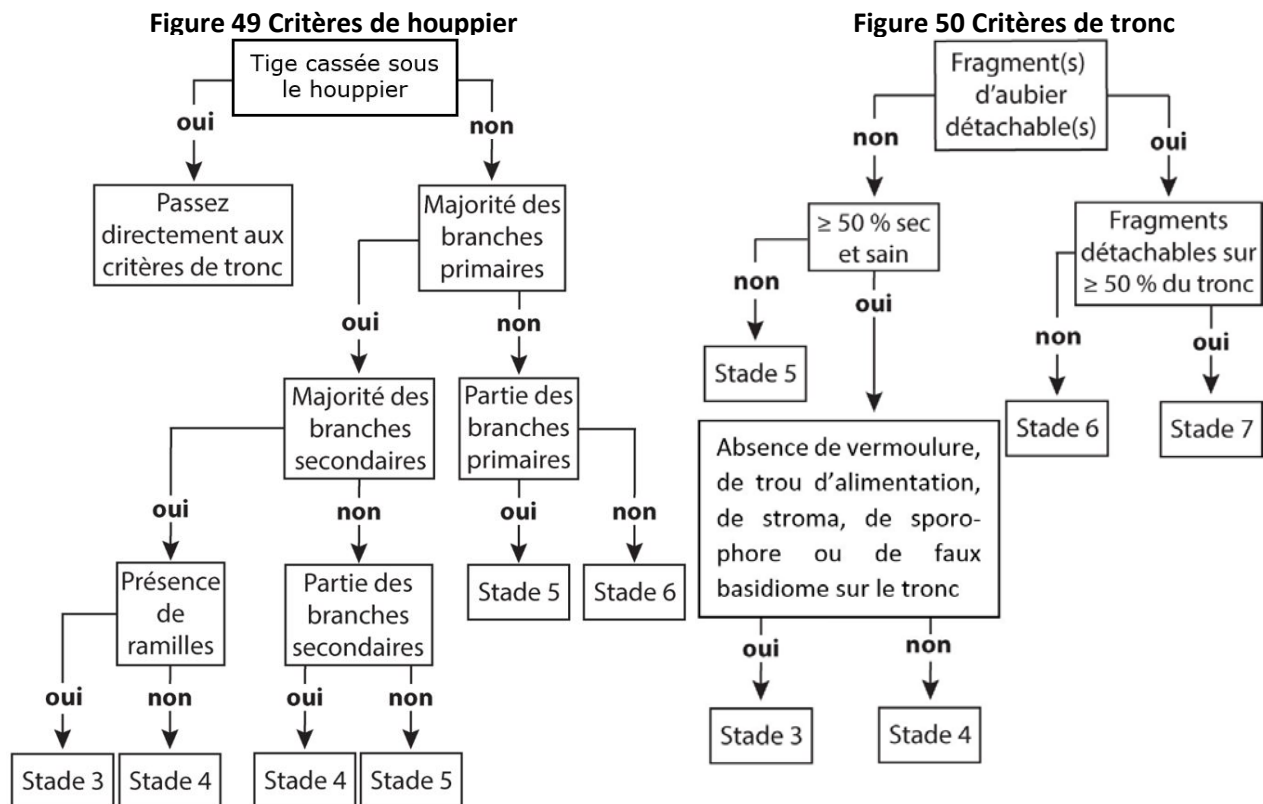 Figure 49 Critères de houppier
Tige cassée sous
le houppier
oui
non
Passez
directement aux
critères de tronc
Majorité des
branches
primaires
oui
non
Majorité des
branches
secondaires
Partie des
branches
primaires
oui
non
oui
non
Présence
de
ramilles
Partie des
branches
secondaires
Stade 5
Stade 6
oui
non
oui
non
Stade 3
Stade 4
Stade 4
Stade 5
Figure 50 Critères de tronc
Fragment(s)
d'aubier
détachable(s)
non
oui
≥ 50 % sec
et sain
Fragments
détachables sur
≥ 50 % du tronc
non
oui
non
oui
Stade 5
Stade 6
Stade 7
Absence de vermoulure,
de trou d'alimentation,
de stroma, de sporo-
phore ou de faux
basidiome sur le tronc
oui
non
Stade 3
Stade 4